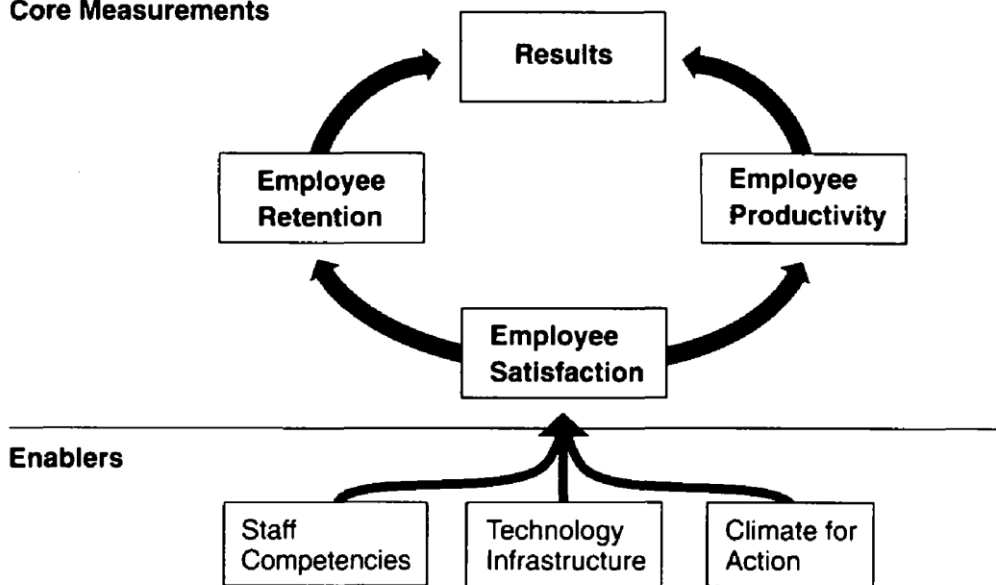 Core Measurements
Results
Employee
Retention
Employee
Productivity
Employee
Satisfaction
Enablers
Staff
Competencies
Technology
Infrastructure
Climate for
Action